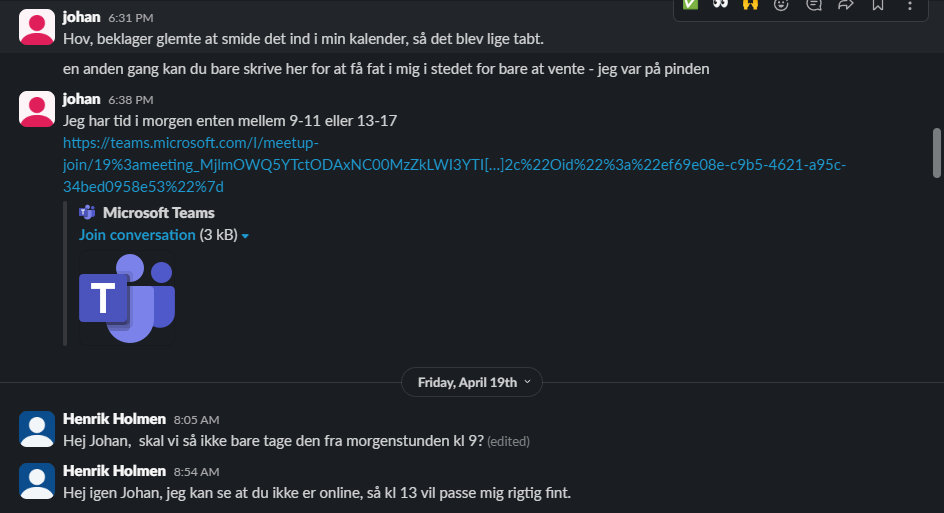 johan 6:31 PM
Hov, beklager glemte at smide det ind i min kalender, så det blev lige tabt.
en anden gang kan du bare skrive her for at få fat i mig i stedet for bare at vente - jeg var på pinden
johan 6:38 PM
Jeg har tid i morgen enten mellem 9-11 eller 13-17
https://teams.microsoft.com/l/meetup-
join/19%3ameeting_MjlmOWQ5YTctODAxNC00MzZkLWI3YTI[...]2c%22Oid%22%3a%22ef69e08e-c9b5-4621-a95c-
34bed0958e53%22%7d
Microsoft Teams
Join conversation (3 kB)
T
T
Friday, April 19th
Henrik Holmen 8:05 AM
Hej Johan,  skal vi så ikke bare tage den fra morgenstunden kl 9? (edited)
Henrik Holmen 8:54 AM
Hej igen Johan, jeg kan se at du ikke er online, så kl 13 vil passe mig rigtig fint.